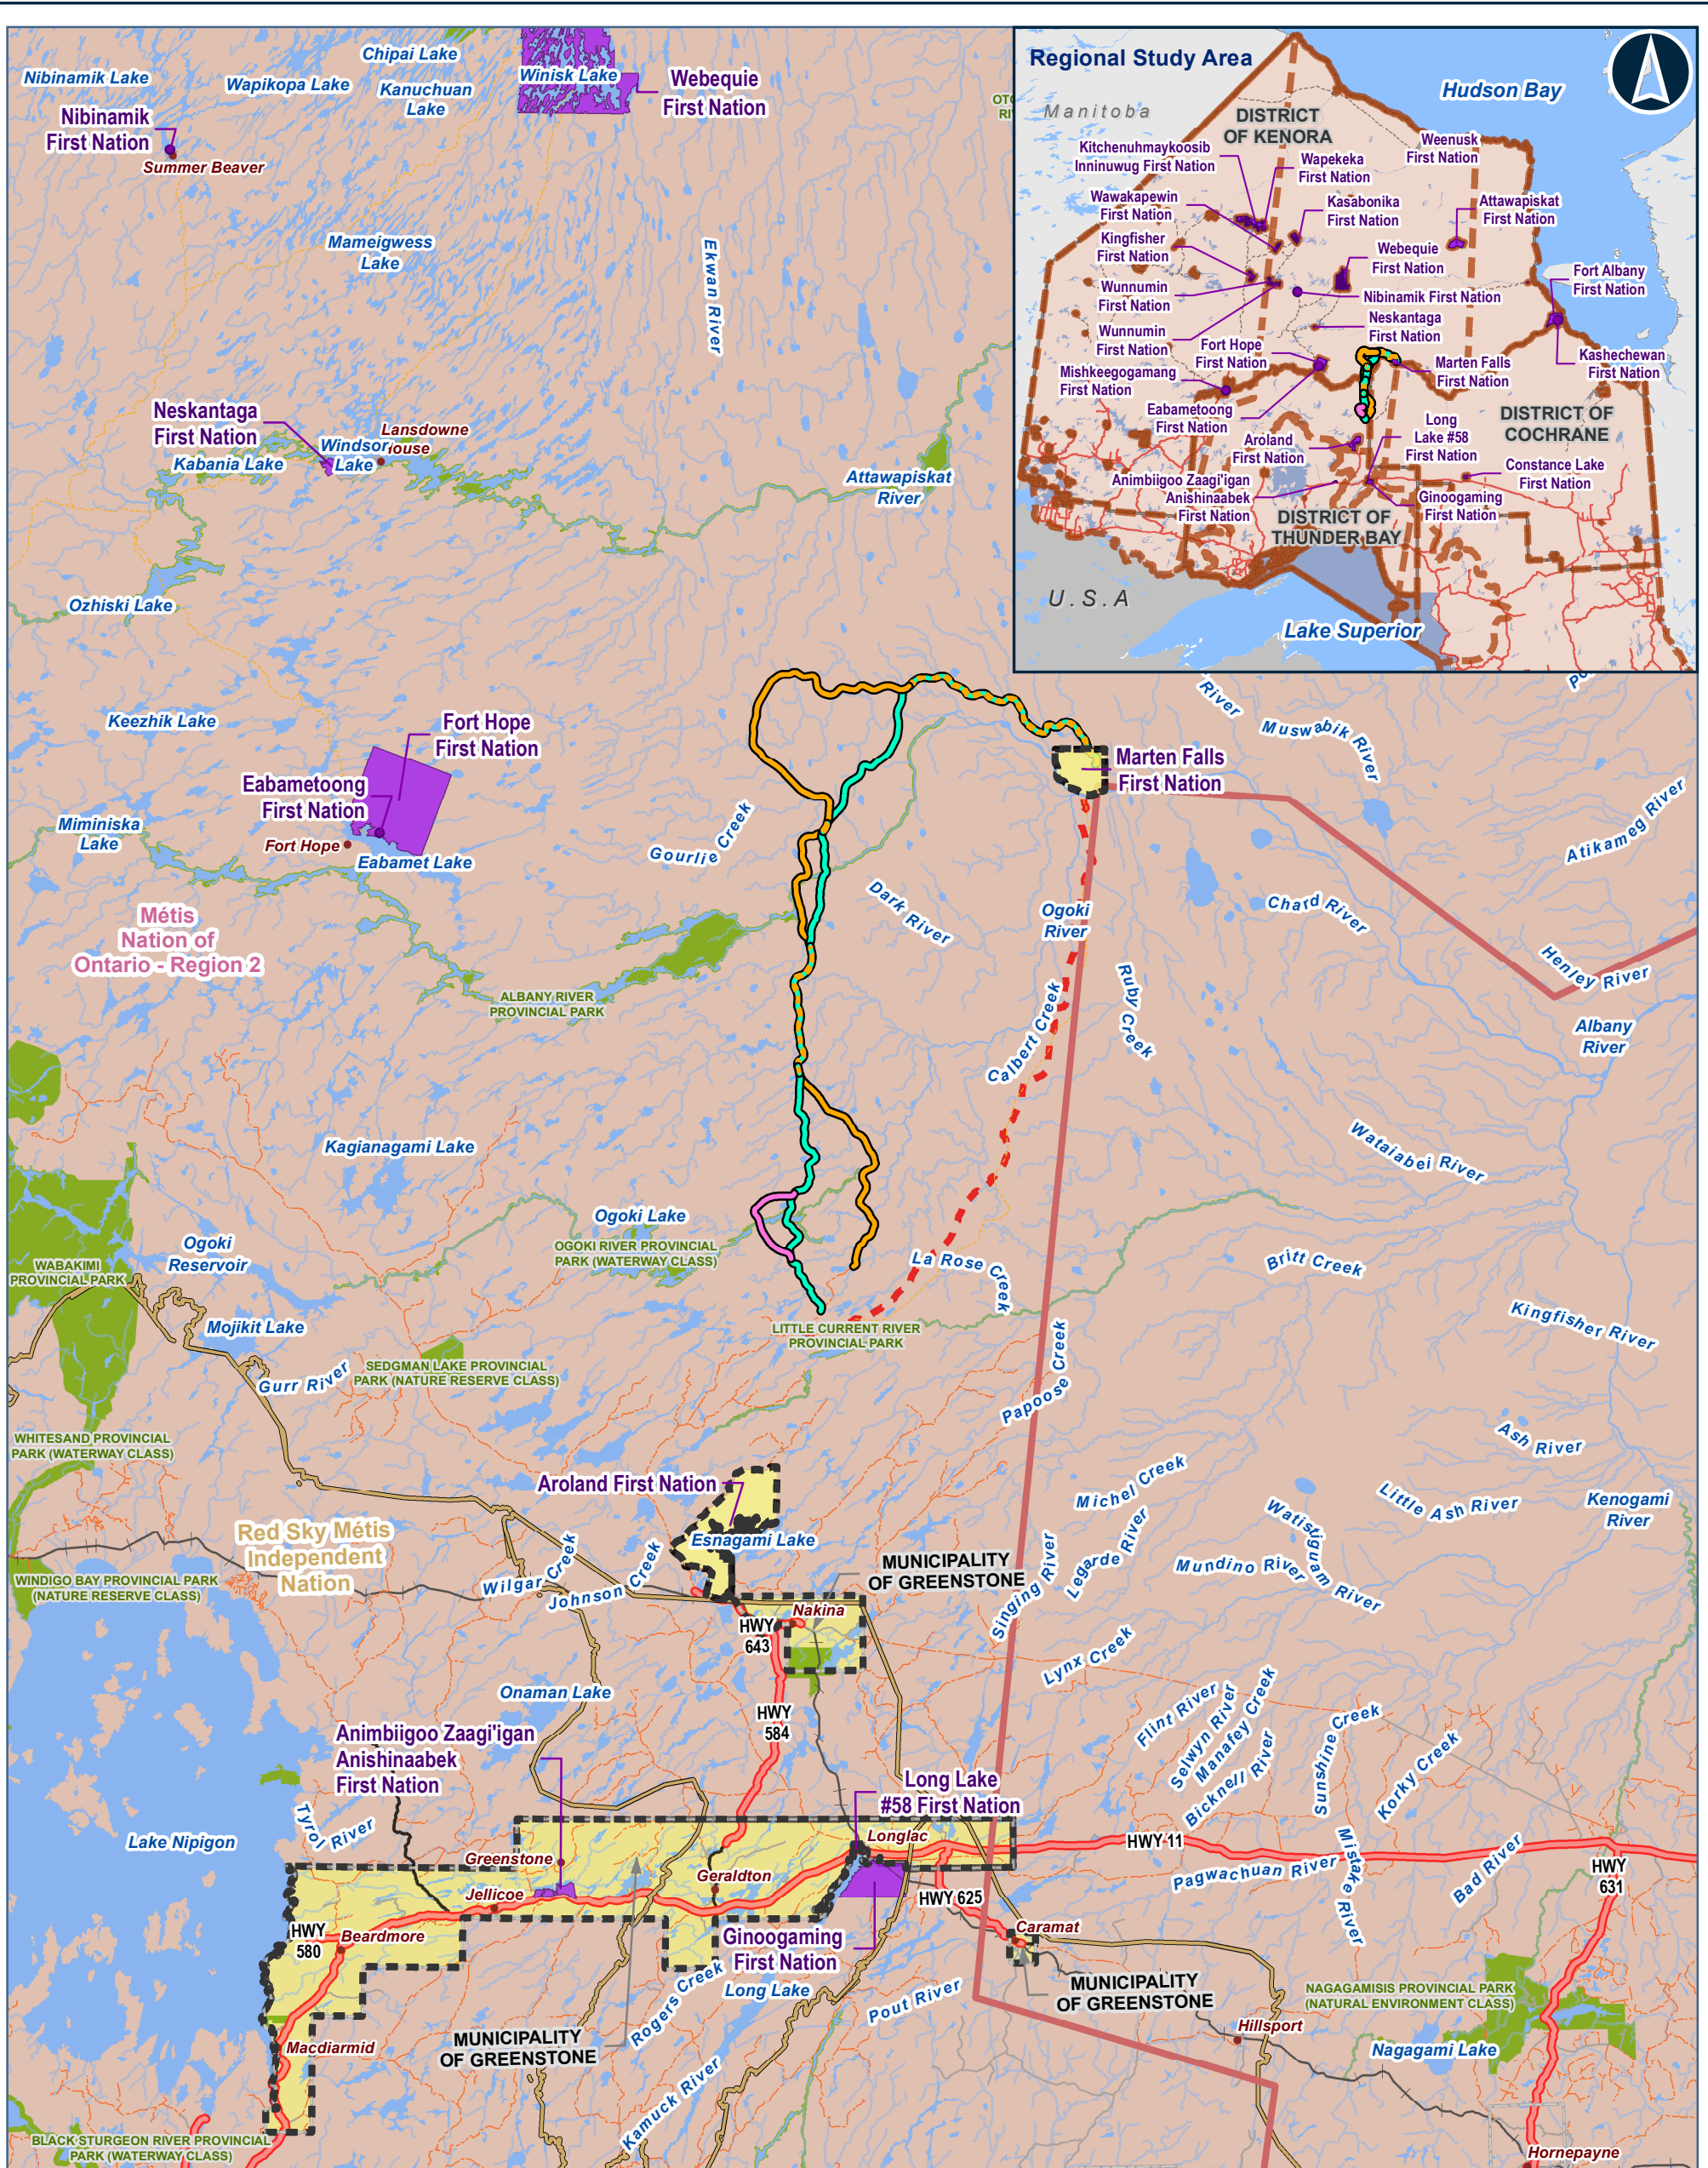 Nibinamik Lake
Chipai Lake
Wapikopa Lake
Kanuchuan
Lake
Winisk Lake
Webequie
First Nation
Nibinamik
First Nation
Summer Beaver
Mameigwess
Lake
Ekwan River
Neskantaga
First Nation
Lansdowne
House
Windsor
Lake
Kabania Lake
Attawapiskat
River
Ozhiski Lake
Regional Study Area
Manitoba
Hudson Bay
DISTRICT
OF KENORA
Weenusk
First Nation
Kitchenuhmaykoosib
Inninuwug First Nation
Wapekeka
First Nation
Wawakapewin
First Nation
Kasabonika
First Nation
Attawapiskat
First Nation
Kingfisher
First Nation
Webequie
First Nation
Fort Albany
First Nation
Wunnumin
First Nation
Nibinamik First Nation
Neskantaga
First Nation
Wunnumin
First Nation
Fort Hope
First Nation
Kashechewan
First Nation
Marten Falls
First Nation
Mishkeegogamang
First Nation
Eabametoong
First Nation
DISTRICT OF
COCHRANE
Long
Lake #58
First Nation
Aroland
First Nation
Constance Lake
First Nation
Animbiigoo Zaagi'igan
Anishinaabek
First Nation
Ginoogaming
First Nation
DISTRICT OF
THUNDER BAY
U.S.A
Lake Superior
River
Muswabik River
Keezhik Lake
Fort Hope
First Nation
Marten Falls
First Nation
Eabametoong
First Nation
Miminiska
Lake
Fort Hope
Eabamet Lake
Gourlie Creek
Atikameg River
Dark River
Ogoki
River
Chard River
Métis
Nation of
Ontario - Region 2
Henley River
ALBANY RIVER
PROVINCIAL PARK
Calbert Creek
Ruby Creek
Albany
River
Kagianagami Lake
Wataiabei River
Ogoki Lake
Ogoki
Reservoir
OGOKI RIVER PROVINCIAL
PARK (WATERWAY CLASS)
WABAKIMI
PROVINCIAL PARK
La Rose Creek
Britt Creek
Mojikit Lake
LITTLE CURRENT RIVER
PROVINCIAL PARK
Kingfisher River
SEDGMAN LAKE PROVINCIAL
PARK (NATURE RESERVE CLASS)
Gurr River
Papoose Creek
WHITESAND PROVINCIAL
PARK (WATERWAY CLASS)
Ash River
Aroland First Nation
Michel Creek
Little Ash River
Kenogami
River
Red Sky Métis
Independent
Nation
Esnagami Lake
Legarde River
Watistiguam River
WINDIGO BAY PROVINCIAL PARK
(NATURE RESERVE CLASS)
Wilgar Creek
Johnson Creek
MUNICIPALITY
OF GREENSTONE
Singing River
Mundino River
Nakina
HWY
643
Lynx Creek
Onaman Lake
HWY
584
Flint River
Selwyn River
Manafey Creek
Bicknell River
Sunshine Creek
Korky Creek
Animbiigoo Zaagi'igan
Anishinaabek
First Nation
Long Lake
#58 First Nation
Lake Nipigon
Tyrol River
Longlac
HWY 11
Greenstone
Geraldton
Pagwachuan River
Mistake River
Bad River
HWY
631
Jellicoe
HWY 625
HWY
580
Beardmore
Ginoogaming
First Nation
Caramat
Rogers Creek
Long Lake
Pout River
MUNICIPALITY
OF GREENSTONE
NAGAGAMISIS PROVINCIAL PARK
(NATURAL ENVIRONMENT CLASS)
MUNICIPALITY
OF GREENSTONE
Macdiarmid
Hillsport
Nagagami Lake
Kamuck River
BLACK STURGEON RIVER PROVINCIAL
PARK (WATERWAY CLASS)
Hornepayne